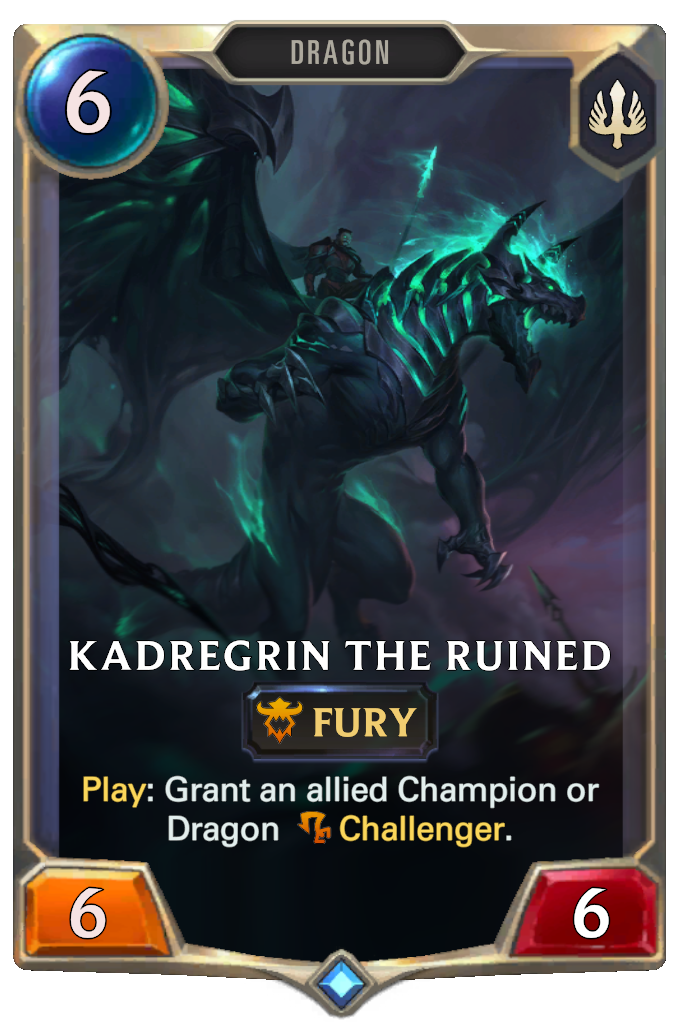 DRAGON
6
KADREGRIN THE RUINED
FURY
Play: Grant an allied Champion or
Dragon Challenger.
6
6